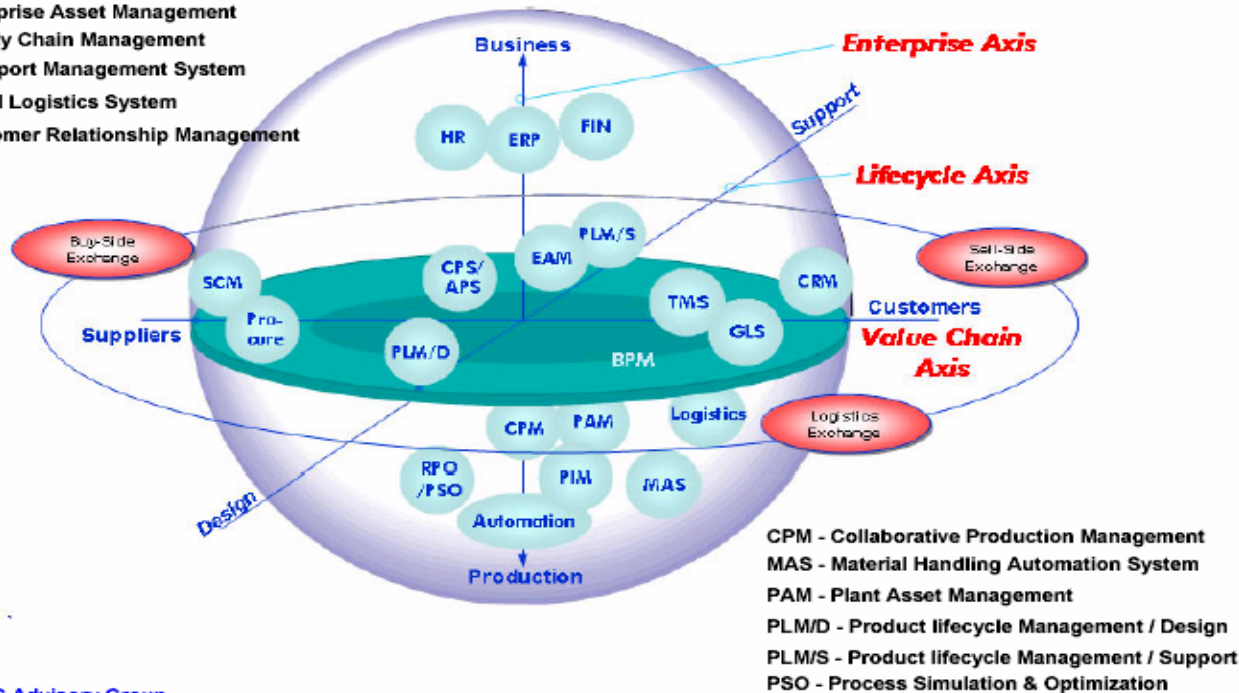 Asset Management
Chain Management
Management System
Logistics System
Relationship Management
Business
Enterprise Axis
Support
HR
ERP
FIN
Lifecycle Axis
Buy-Side
Exchange
PLM/S
EAM
CPS/
APS
Sell-Side
Exchange
SCM
CRM
TMS
Customers
Pro-
cure
GLS
Suppliers
PLM/D
BPM
Value Chain
Axis
Logistics
CPM
PAM
Logistics
Exchange
RPO
/PSO
PIM
MAS
Design
Automation
Production
CPM - Collaborative Production Management
MAS - Material Handling Automation System
PAM - Plant Asset Management
PLM/D - Product lifecycle Management / Design
PLM/S - Product lifecycle Management / Support
PSO - Process Simulation & Optimization